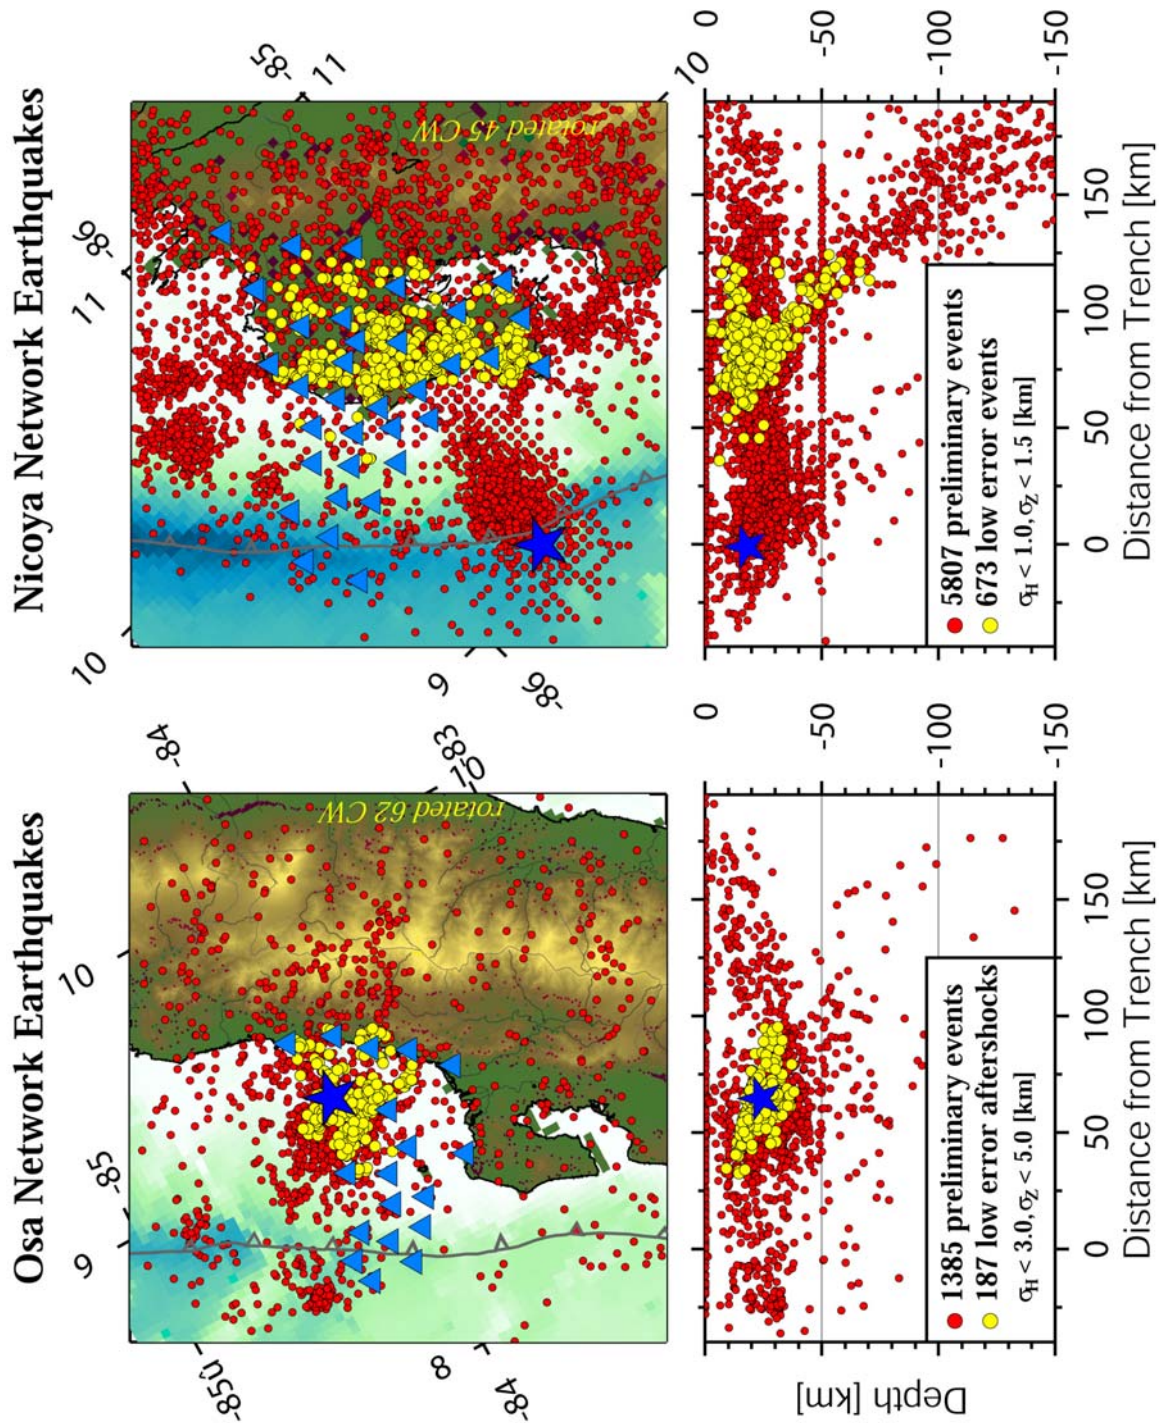 Osa Network Earthquakes
Nicoya Network Earthquakes
-85
9
10
-84
10
11
-86
11
-85
rotated 62 CW
rotated 45 CW
8
-84
10
-83
9
-86
10
Depth [km]
0
-50
-100
-150
0
-50
-100
-150
1385 preliminary events
187 low error aftershocks
σH < 3.0, σZ < 5.0 [km]
5807 preliminary events
673 low error events
σH < 1.0, σZ < 1.5 [km]
0
50
100
150
0
50
100
150
Distance from Trench [km]
Distance from Trench [km]